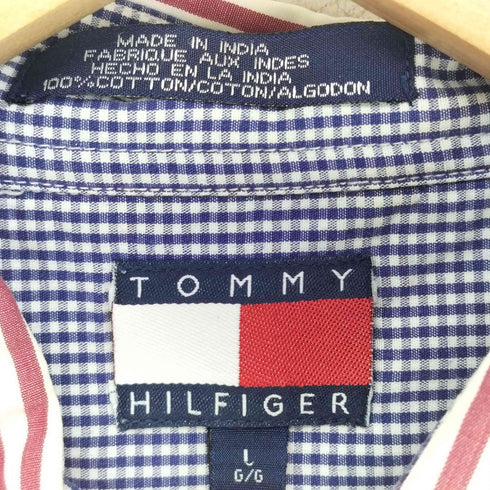 MADE IN INDIA
FABRIQUE AUX INDES
HECHO EN LA INDIA
100%COTTON/COTON/ALGODON
TOMMY
HILFIGER
L
G/G